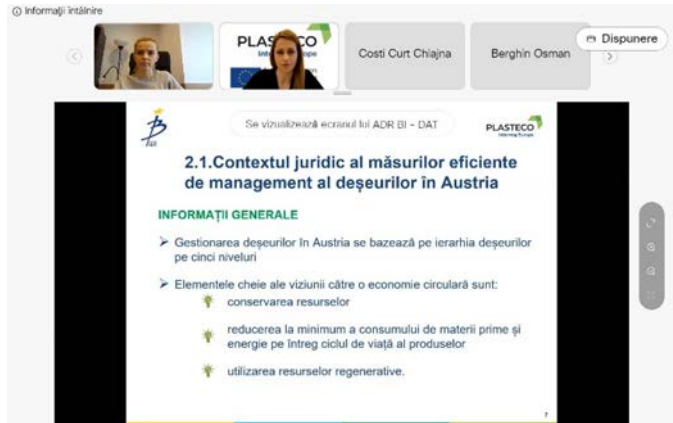 Informații întâlnire
PLASTECO
Costi Curt Chiajna
Berghin Osman
Dispunere
Se vizualizează ecranul lui ADR BI - DAT
PLASTECO
Interreg Europe
2.1.Contextul juridic al măsurilor eficiente
de management al deșeurilor în Austria
INFORMAȚII GENERALE
Gestionarea deșeurilor în Austria se bazează pe ierarhia deșeurilor
pe cinci niveluri
Elementele cheie ale viziunii către o economie circulară sunt:
conservarea resurselor
reducerea la minimum a consumului de materii prime și
energie pe întreg ciclul de viață al produselor
utilizarea resurselor regenerative.
7